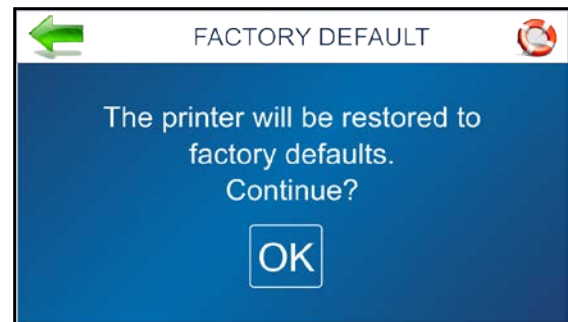 FACTORY DEFAULT
The printer will be restored to
factory defaults.
Continue?
OK